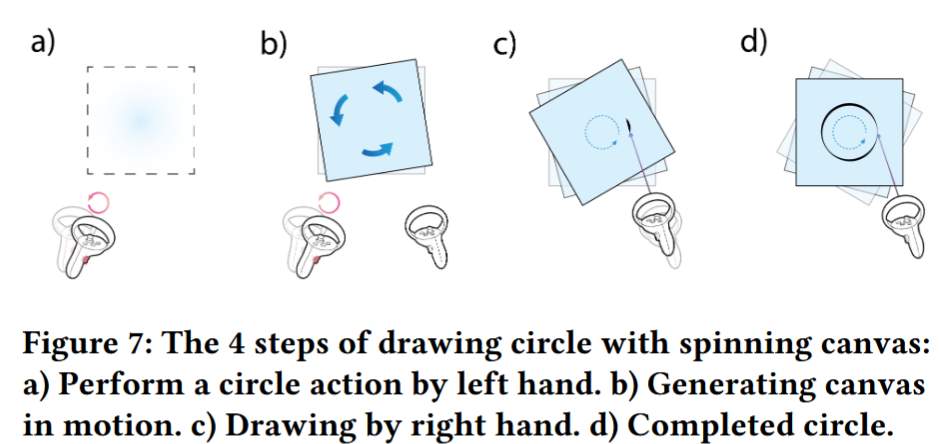 a) b) c) d)
Figure 7: The 4 steps of drawing circle with spinning canvas:
a) Perform a circle action by left hand. b) Generating canvas
in motion. c) Drawing by right hand. d) Completed circle.